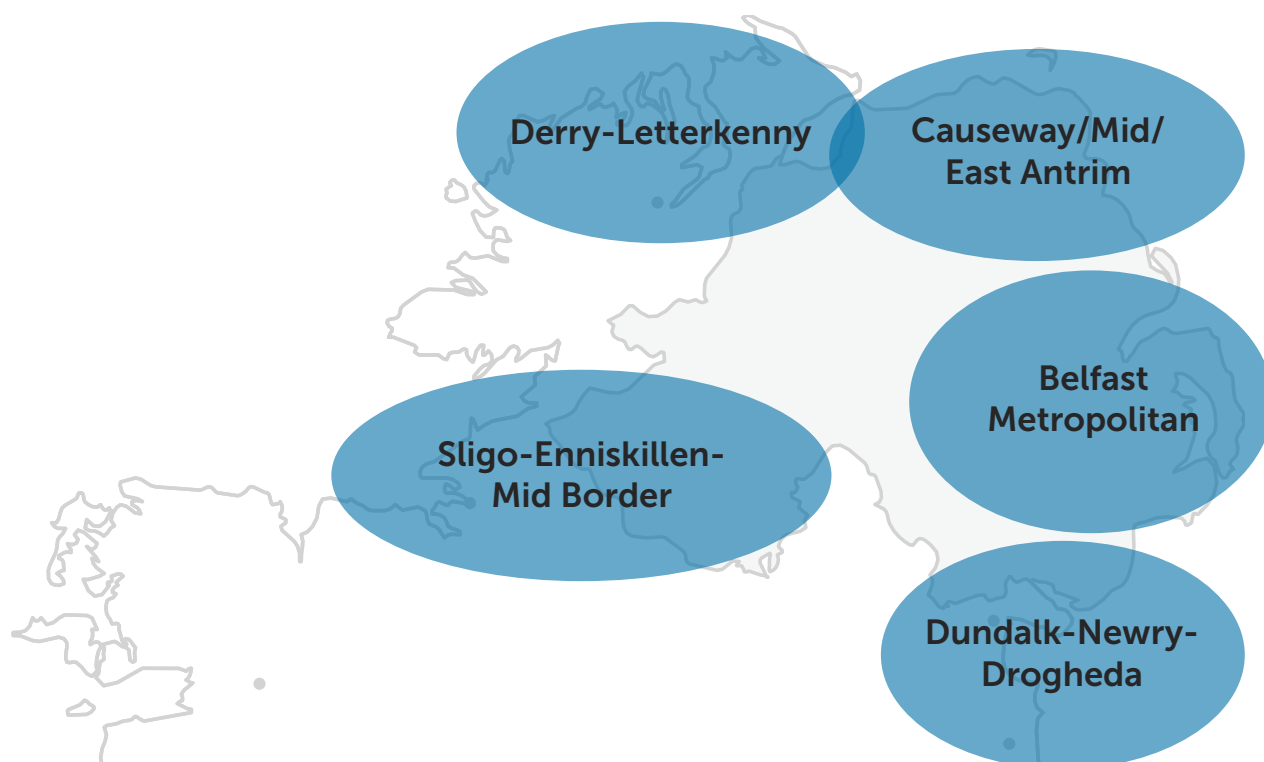 Derry-Letterkenny
Causeway/Mid/
East Antrim
Belfast
Metropolitan
Sligo-Enniskillen-
Mid Border
Dundalk-Newry-
Drogheda